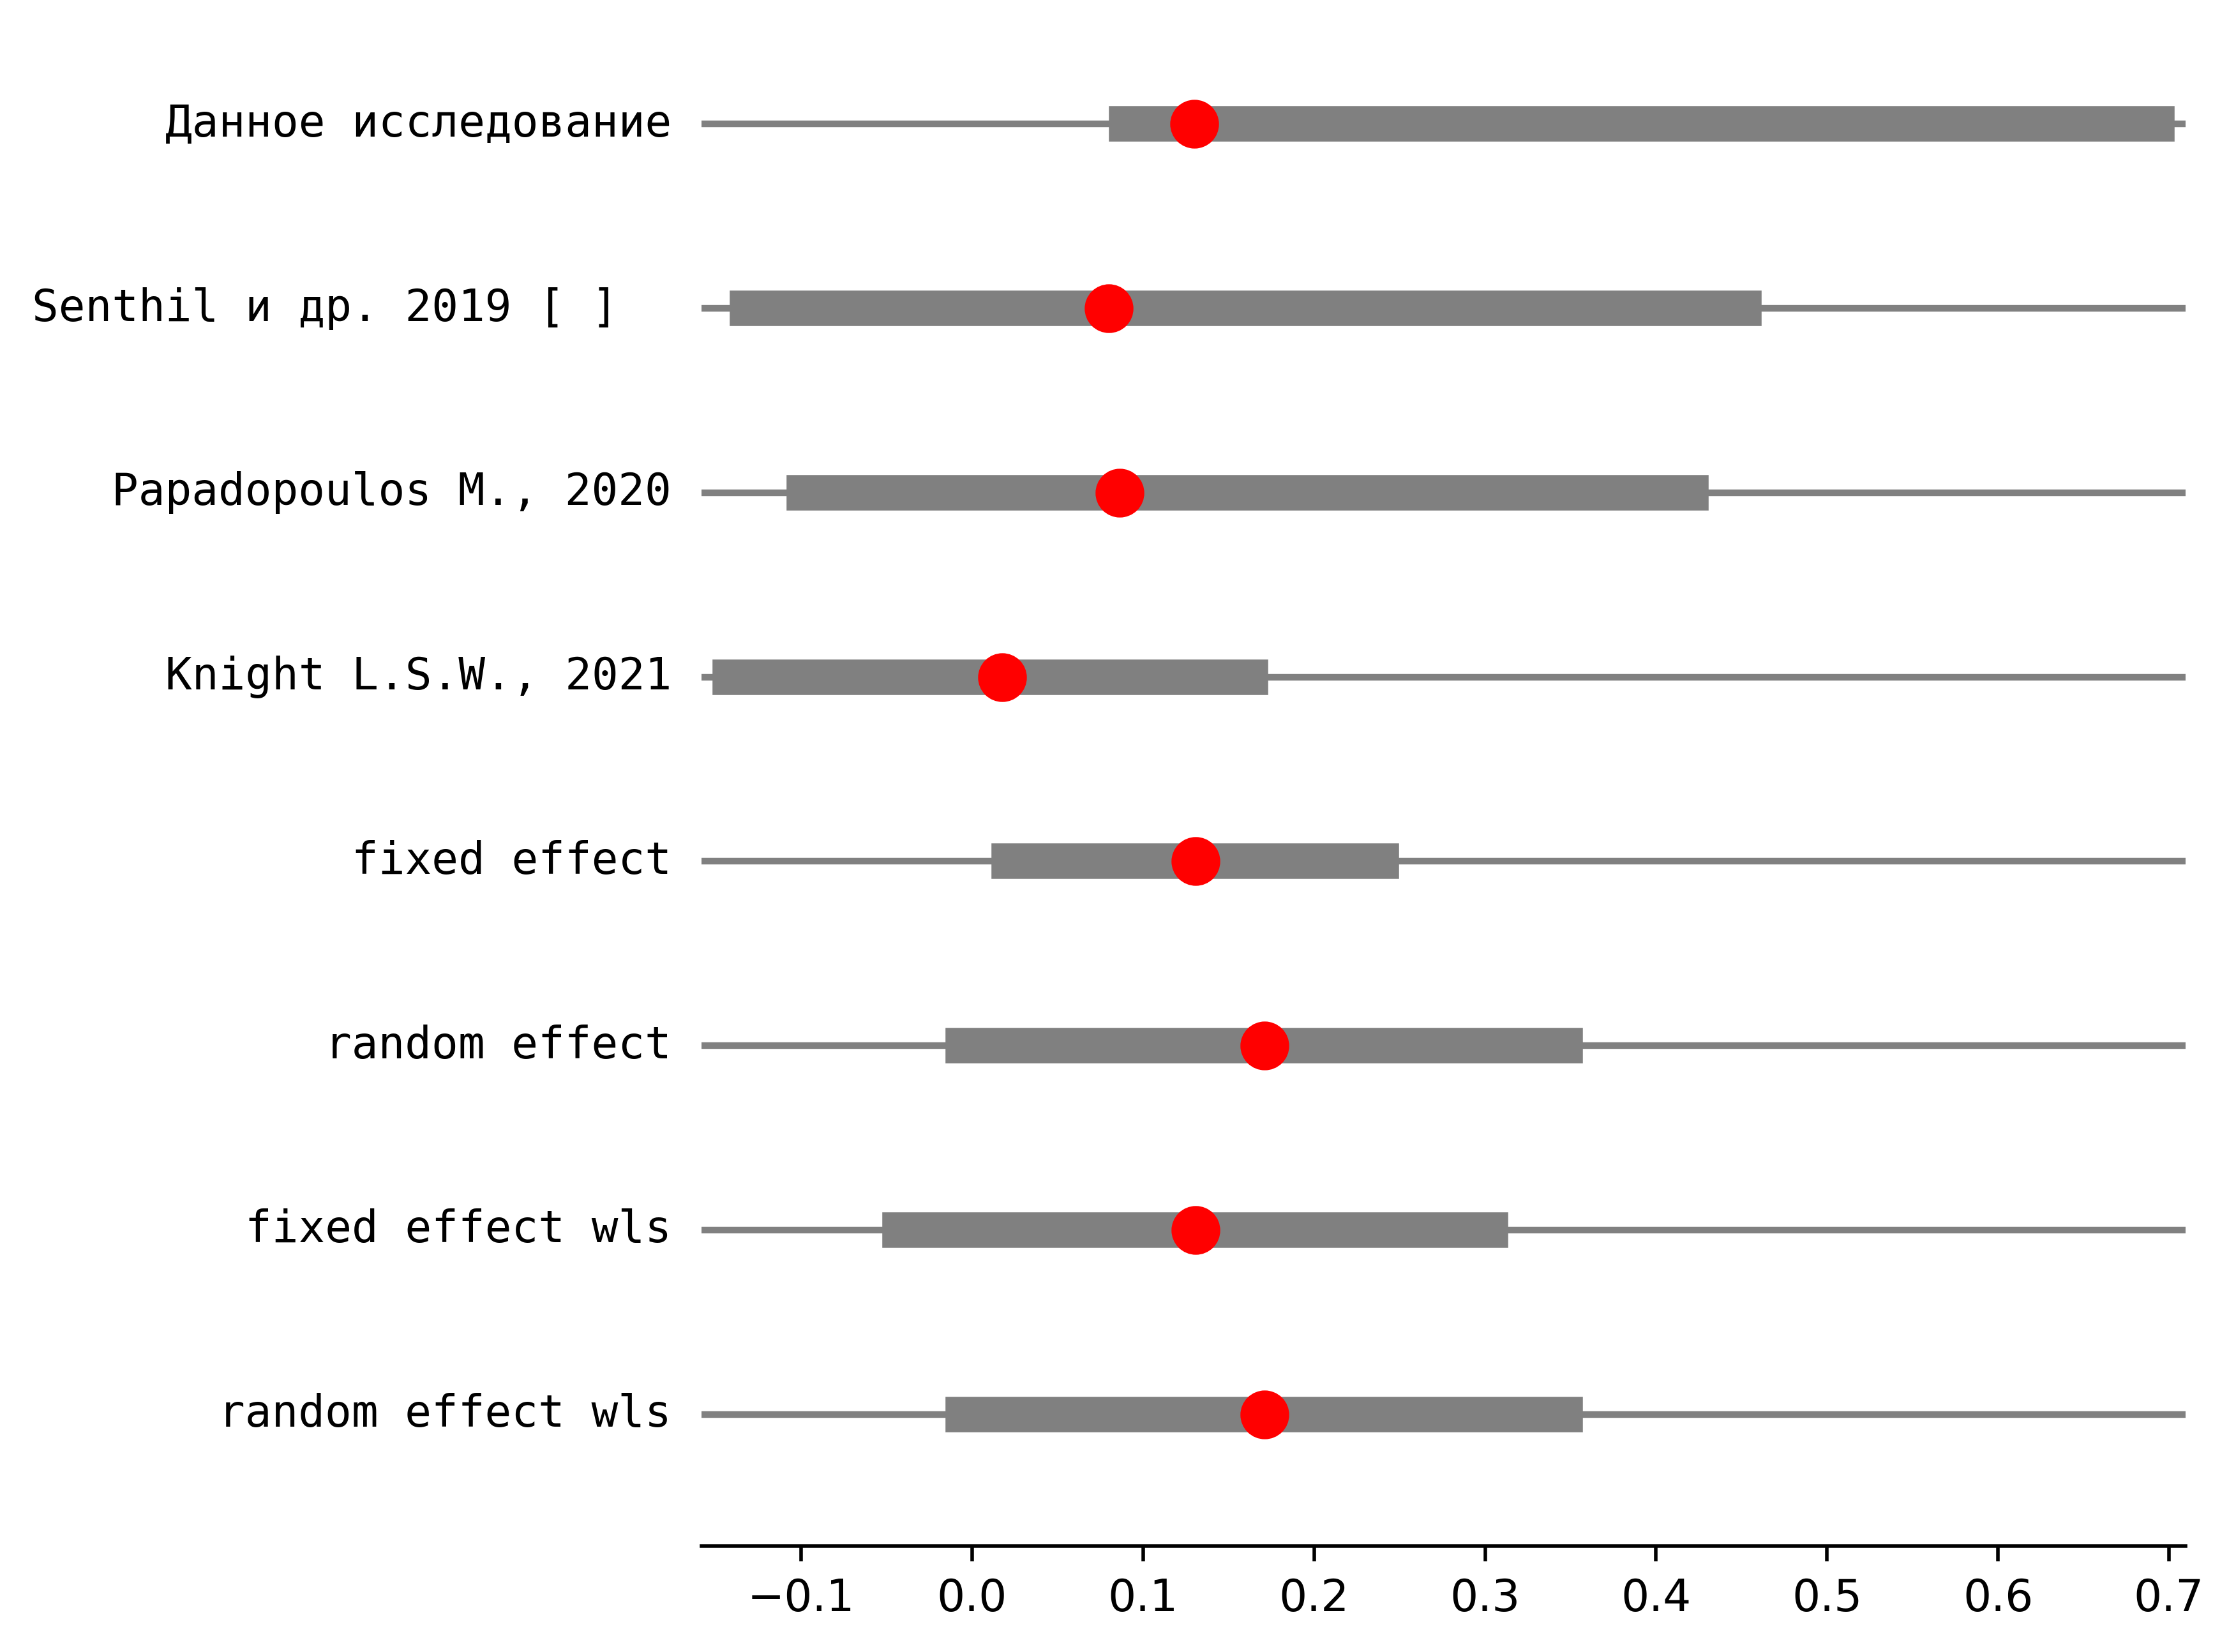 Данное исследование
Senthil и др. 2019 [ ]
Papadopoulos M., 2020
Knight L.S.W., 2021
fixed effect
random effect
fixed effect wls
random effect wls
−0.1 0.0 0.1 0.2 0.3 0.4 0.5 0.6 0.7